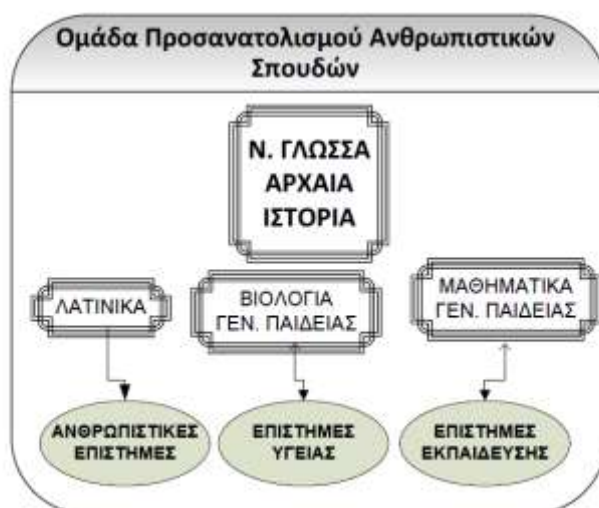 Ομάδα Προσανατολισμού Ανθρωπιστικών
Σπουδών
Ν. ΓΛΩΣΣΑ
ΑΡΧΑΙΑ
ΙΣΤΟΡΙΑ
ΛΑΤΙΝΙΚΑ
ΒΙΟΛΟΓΙΑ
ΓΕΝ. ΠΑΙΔΕΙΑΣ
ΜΑΘΗΜΑΤΙΚΑ
ΓΕΝ. ΠΑΙΔΕΙΑΣ
ΑΝΘΡΩΠΙΣΤΙΚΕΣ
ΕΠΙΣΤΗΜΕΣ
ΕΠΙΣΤΗΜΕΣ
ΥΓΕΙΑΣ
ΕΠΙΣΤΗΜΕΣ
ΕΚΠΑΙΔΕΥΣΗΣ